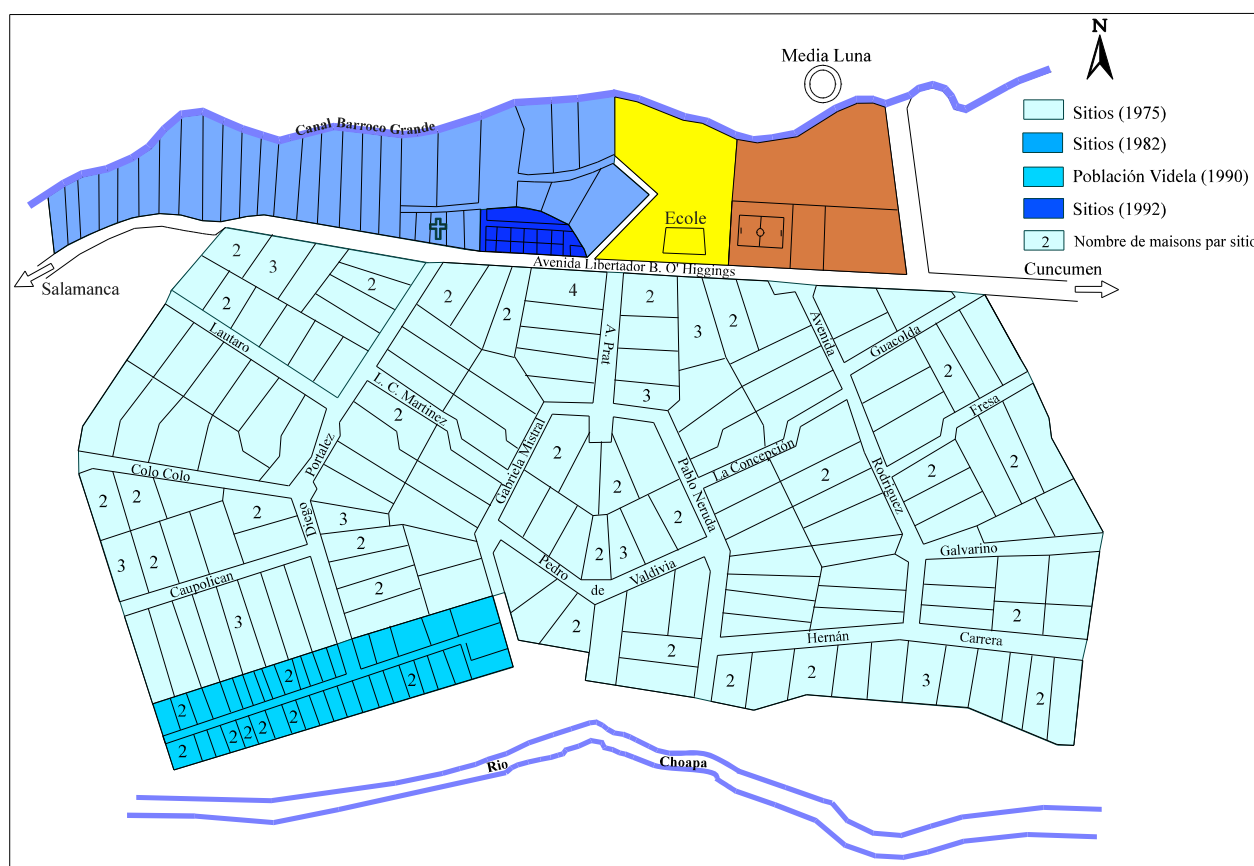 N
Media Luna
Canal Barroco Grande
Sitios (1975)
Sitios (1982)
Población Videla (1990)
Sitios (1992)
2 Nombre de maisons par sitio
Ecole
Avenida Libertador B. O' Higgings
Salamanca
Cuncumen
2
3
2
2
2
2
4
2
3
2
Lautaro
A. Prat
Avenida
Guacolda
L. C. Martinez
2
3
2
Fresa
Portalez
Gabriela Mistral
2
2
Pablo Neruda
La Concepción
2
Rodriguez
2
2
Colo Colo
2
2
2
Diego
3
2
3
2
2
2
3
2
Pedro
de
Valdivia
Galvarino
Caupolican
2
3
2
2
Hernán
Carrera
2
2
2
3
2
2
2
2
2
2
2
2
2
Rio
Choapa